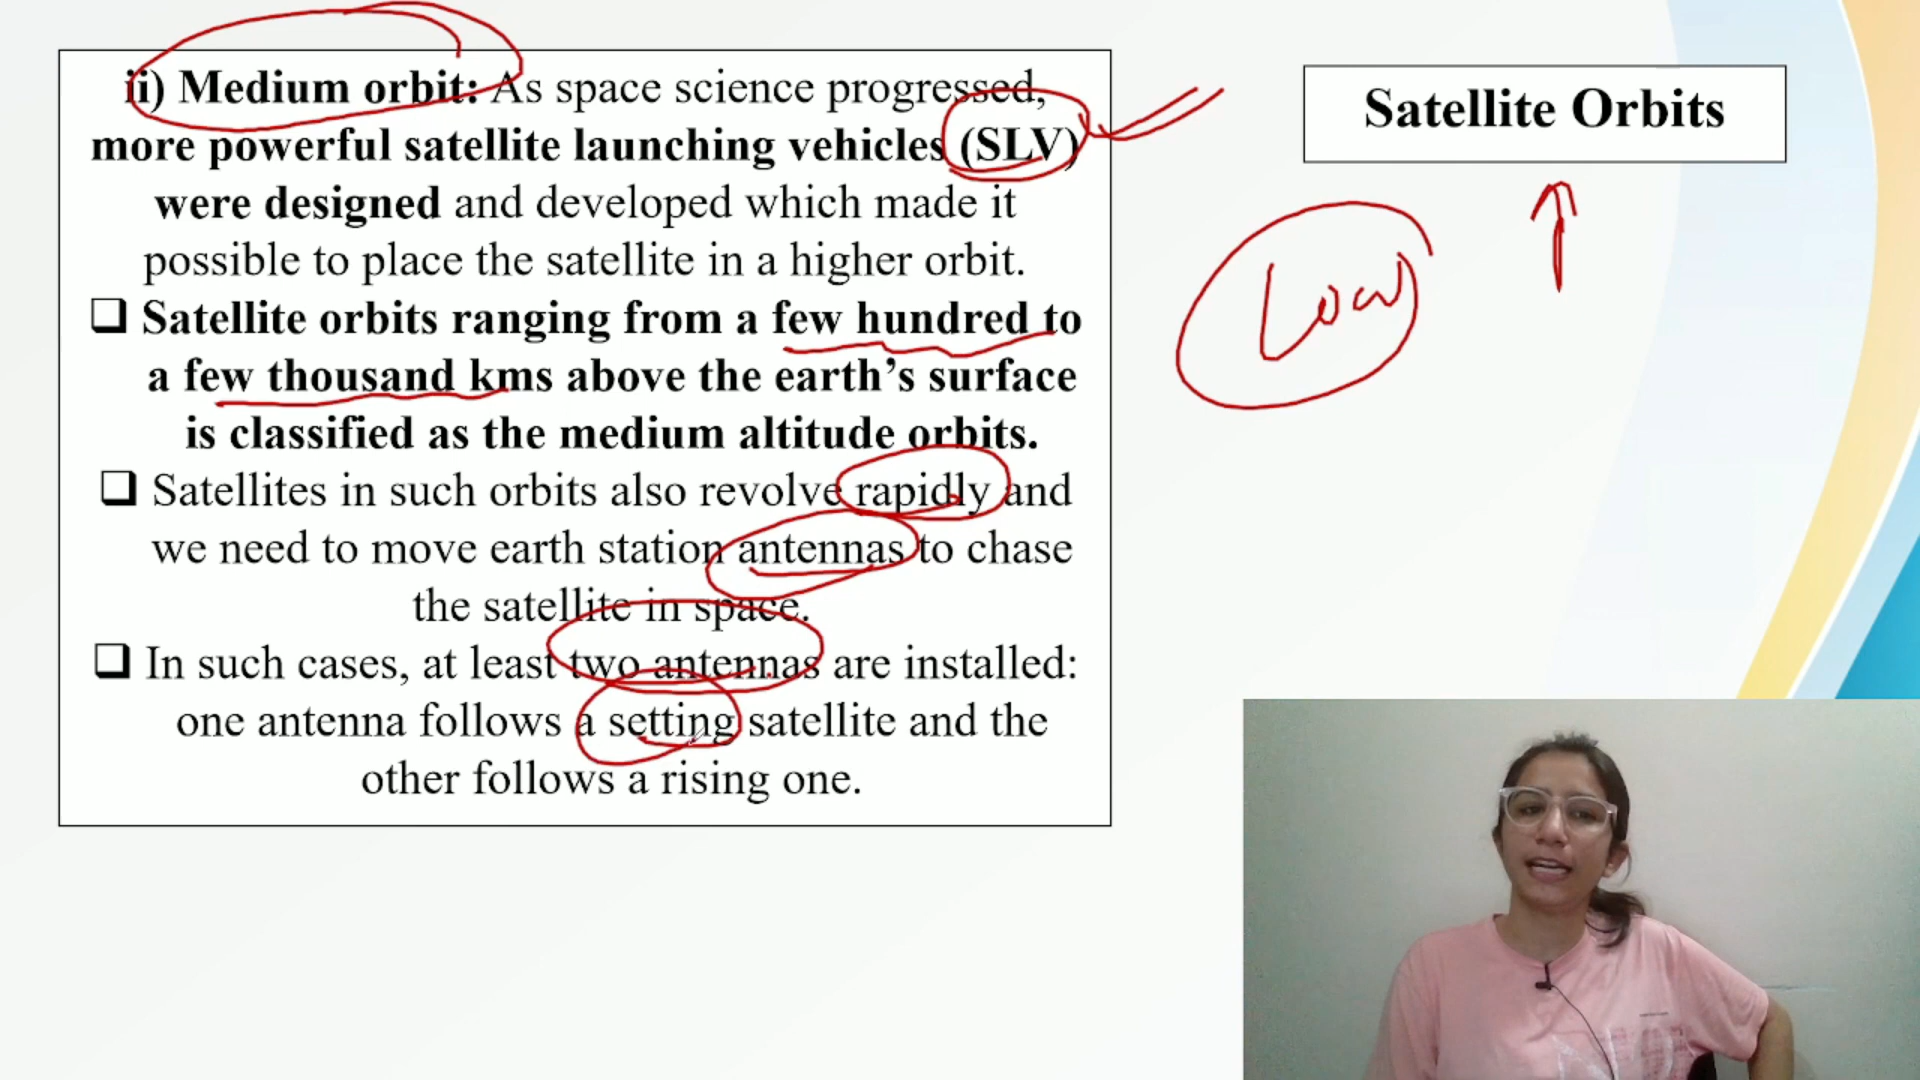 ii) Medium orbit: As space science progressed,
more powerful satellite launching vehicles (SLV)
were designed and developed which made it
possible to place the satellite in a higher orbit.
❑ Satellite orbits ranging from a few hundred to
a few thousand kms above the earth’s surface
is classified as the medium altitude orbits.
❑ Satellites in such orbits also revolve rapidly and
we need to move earth station antennas to chase
the satellite in space.
❑ In such cases, at least two antennas are installed:
one antenna follows a setting satellite and the
other follows a rising one.
Satellite Orbits
Low